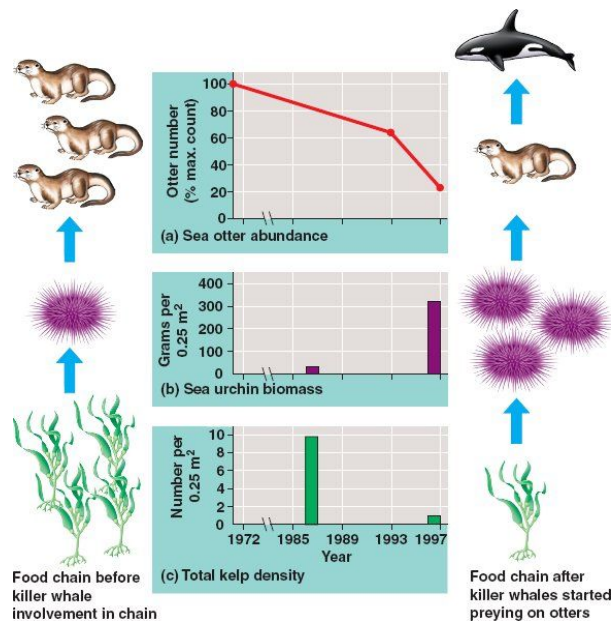 100
80
60
40
20
0
Otter number
(% max. count)
(a) Sea otter abundance
400
300
200
100
0
Grams per
0.25 m²
(b) Sea urchin biomass
10
8
6
4
2
0
Number per
0.25 m²
1972 1985 1989 1993 1997
Year
(c) Total kelp density
Food chain before
killer whale
involvement in chain
Food chain after
killer whales started
preying on otters